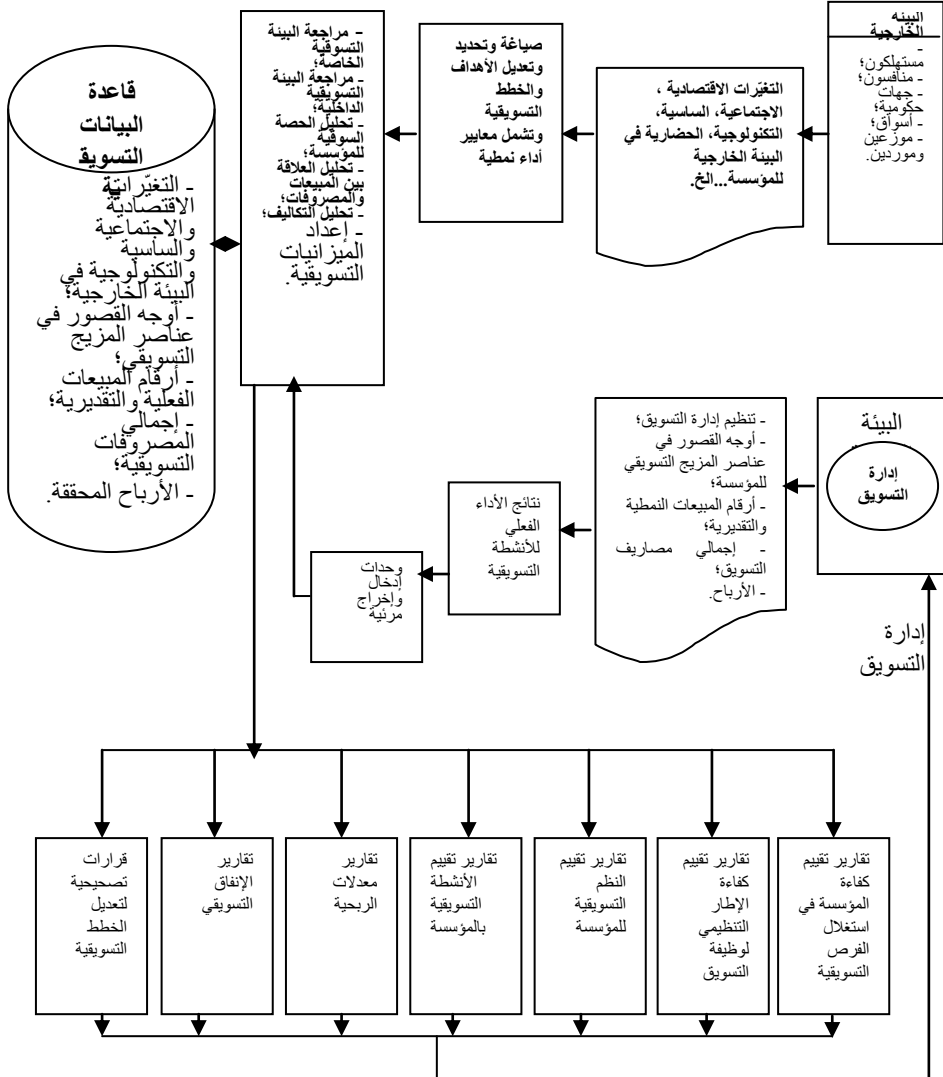 البيئة
الخارجية
-
مستهلكون؛
- منافسون؛
- جهات
حكومية؛
- أسواق؛
- موزعين
وموردين.
التغيّرات الاقتصادية ،
الاجتماعية، الساسية،
التكنولوجية، الحضارية في
البيئة الخارجية
للمؤسسة...الخ.
صياغة وتحديد
وتعديل الأهداف
والخطط
التسويقية
وتشمل معايير
أداء نمطية
- مراجعة البيئة
التسوقية
الخاصة؛
- مراجعة البيئة
التسويقية
الداخلية؛
- تحليل الحصة
السوقية
للمؤسسة؛
- تحليل العلاقة
بين المبيعات
والمصروفات؛
- تحليل التكاليف؛
- إعداد
الميزانيات
التسويقية.
قاعدة
البيانات
التسويقـ
ية
- التغيّرات
الاقتصادية
والاجتماعية
والساسية
والتكنولوجية في
البيئة الخارجية؛
- أوجه القصور في
عناصر المزيج
التسويقي؛
- أرقام المبيعات
الفعلية والتقديرية؛
- إجمالي
المصروفات
التسويقية؛
- الأرباح المحققة.
البيئة
إدارة
التسويق
- تنظيم إدارة التسويق؛
- أوجه القصور في
عناصر المزيج التسويقي
للمؤسسة؛
- أرقام المبيعات النمطية
والتقديرية؛
- إجمالي مصاريف
التسويق؛
- الأرباح.
نتائج الأداء
الفعلي
للأنشطة
التسويقية
وحدات
إدخال
وإخراج
مرئية
إدارة
التسويق
تقارير تقييم
كفاءة
المؤسسة في
استغلال
الفرص
التسويقية
تقارير تقييم
كفاءة
الإطار
التنظيمي
لوظيفة
التسويق
تقارير تقييم
النظم
التسويقية
للمؤسسة
تقارير تقييم
الأنشطة
التسويقية
بالمؤسسة
تقارير
معدلات
الربحية
تقارير
الإنفاق
التسويقي
قرارات
تصحيحية
لتعديل
الخطط
التسويقية